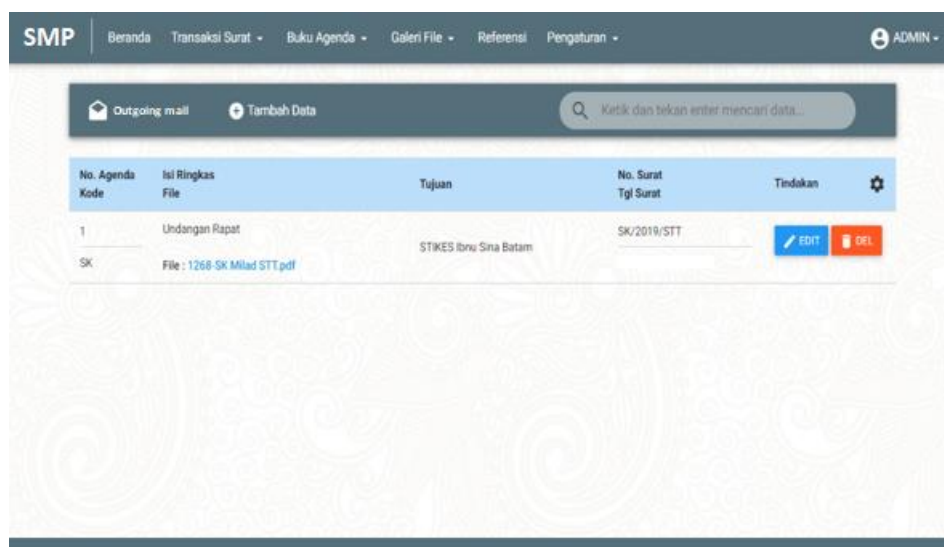 SMP Beranda Transaksi Surat Buku Agenda Galeri File Referensi Pengaturan ADMIN
Outgoing mail Tambah Data Ketik dan tekan enter mencari data...
No. Agenda Isi Ringkas Tujuan No. Surat Tindakan
Kode File Tgl Surat
1 Undangan Rapat STIKES Ibnu Sina Batam SK/2019/STT EDIT DEL
SK File : 1268-SK Milad STT.pdf